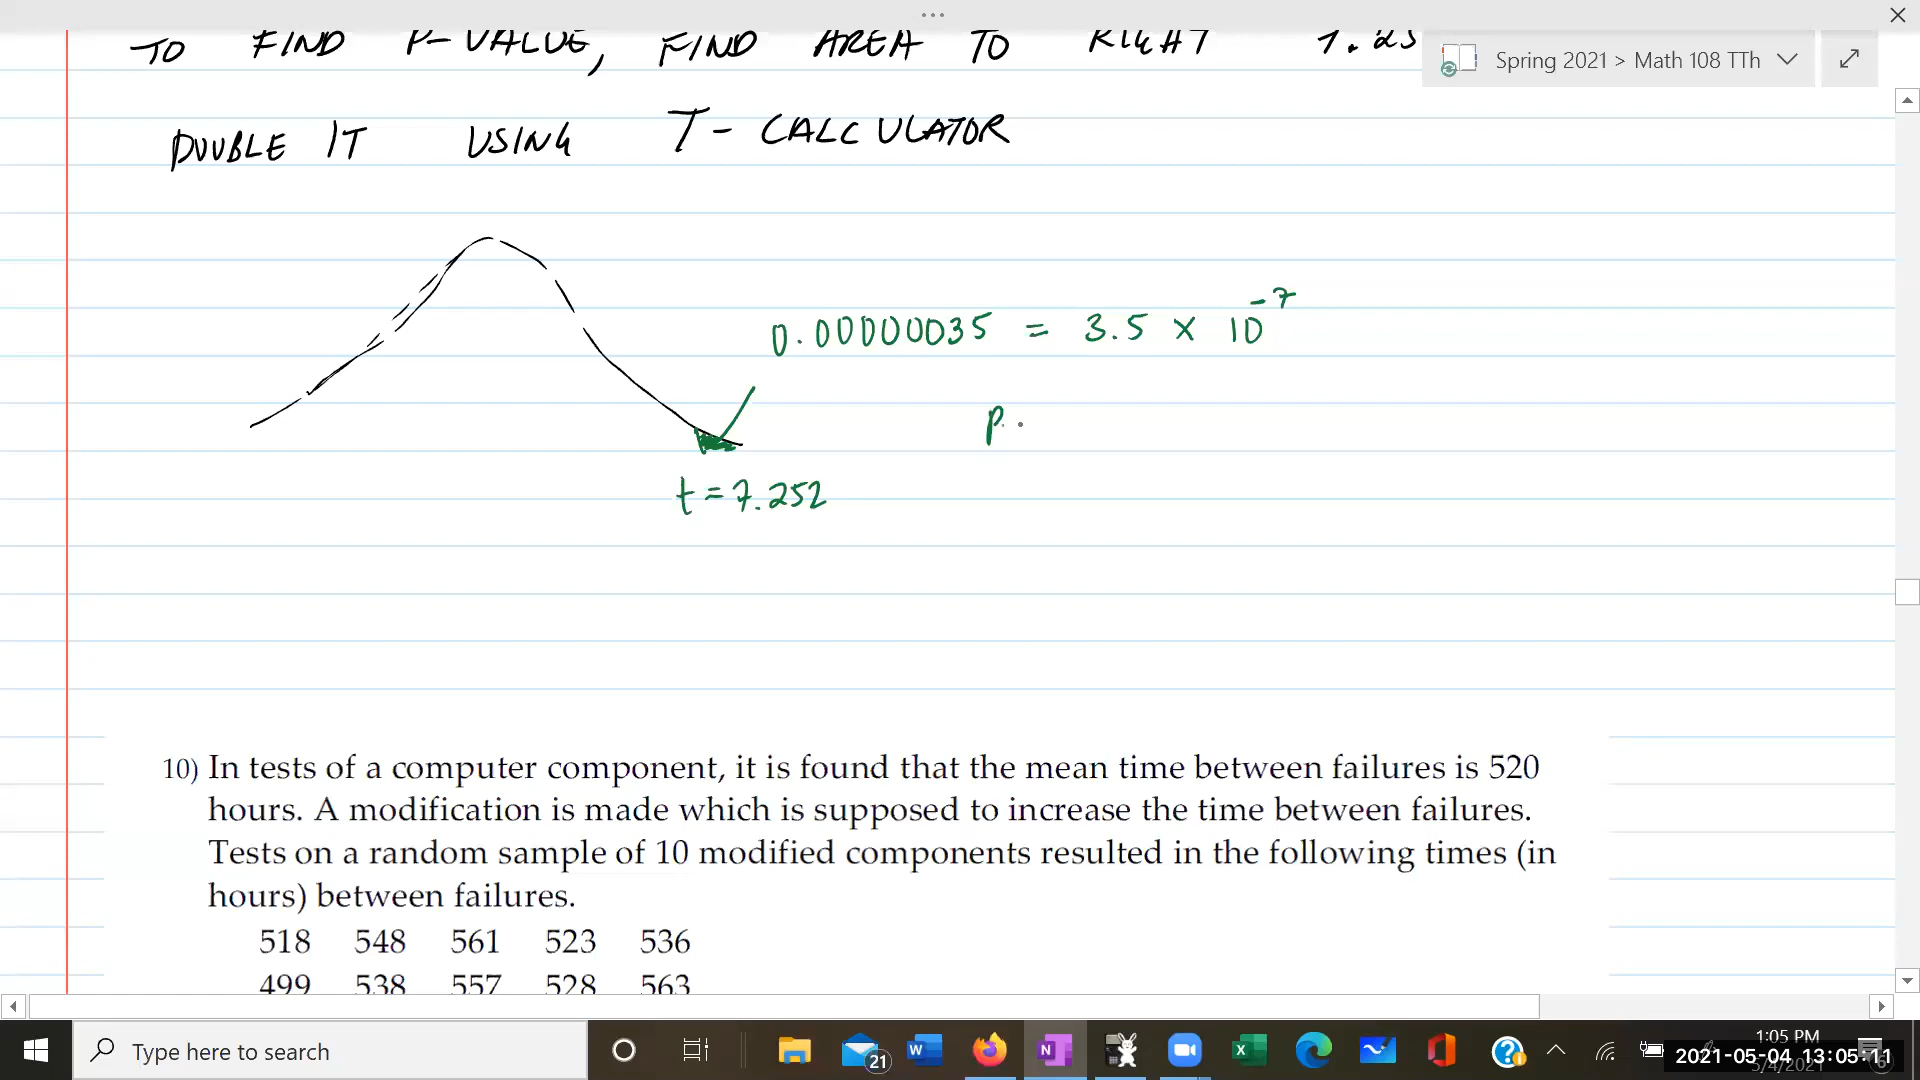 TO FIND P-VALUE, FIND AREA TO RIGHT 7.25
Spring 2021 > Math 108 TTh
DOUBLE IT USING T-CALCULATOR
0.00000035 = 3.5 × 10⁻⁷
P.
t = 7.252
10) In tests of a computer component, it is found that the mean time between failures is 520
hours. A modification is made which is supposed to increase the time between failures.
Tests on a random sample of 10 modified components resulted in the following times (in
hours) between failures.
518 548 561 523 536
499 538 557 528 563
Type here to search
21
1:05 PM
2021-05-04 13:05:11